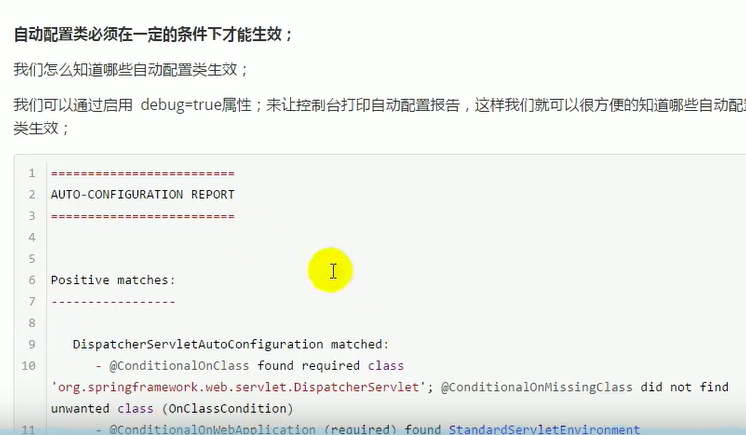 自动配置类必须在一定的条件下才能生效；
我们怎么知道哪些自动配置类生效；
我们可以通过启用 debug=true属性；来让控制台打印自动配置报告，这样我们就可以很方便的知道哪些自动配置
类生效；
1 =========================
2 AUTO-CONFIGURATION REPORT
3 =========================
4
5
6 Positive matches:
7 -----------------
8
9 DispatcherServletAutoConfiguration matched:
10 - @ConditionalOnClass found required class
'org.springframework.web.servlet.DispatcherServlet'; @ConditionalOnMissingClass did not find
unwanted class (OnClassCondition)
11 - @ConditionalOnWebApplication (required) found StandardServletEnvironment